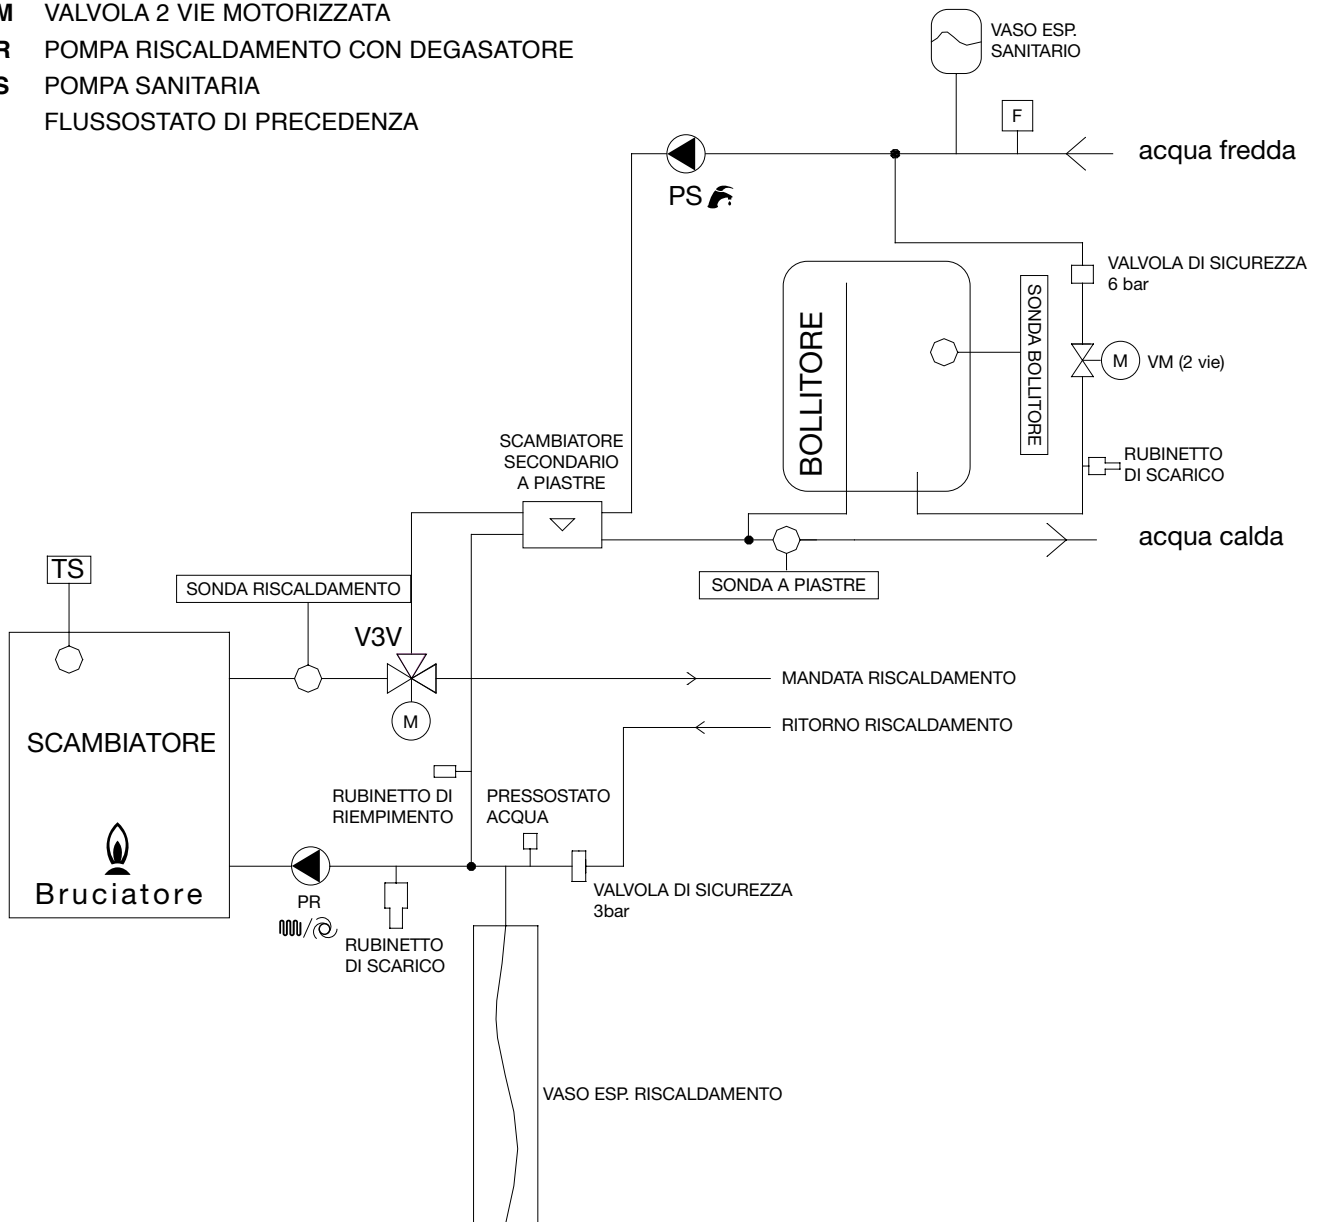 M VALVOLA 2 VIE MOTORIZZATA
R POMPA RISCALDAMENTO CON DEGASATORE
S POMPA SANITARIA
FLUSSOSTATO DI PRECEDENZA
VASO ESP.
SANITARIO
F
acqua fredda
PS
VALVOLA DI SICUREZZA
6 bar
BOLLITORE
SONDA BOLLITORE
M
VM (2 vie)
SCAMBIATORE
SECONDARIO
A PIASTRE
RUBINETTO
DI SCARICO
acqua calda
TS
SONDA RISCALDAMENTO
SONDA A PIASTRE
V3V
MANDATA RISCALDAMENTO
M
RITORNO RISCALDAMENTO
SCAMBIATORE
RUBINETTO DI
RIEMPIMENTO
PRESSOSTATO
ACQUA
Bruciatore
PR
VALVOLA DI SICUREZZA
3bar
RUBINETTO
DI SCARICO
VASO ESP. RISCALDAMENTO